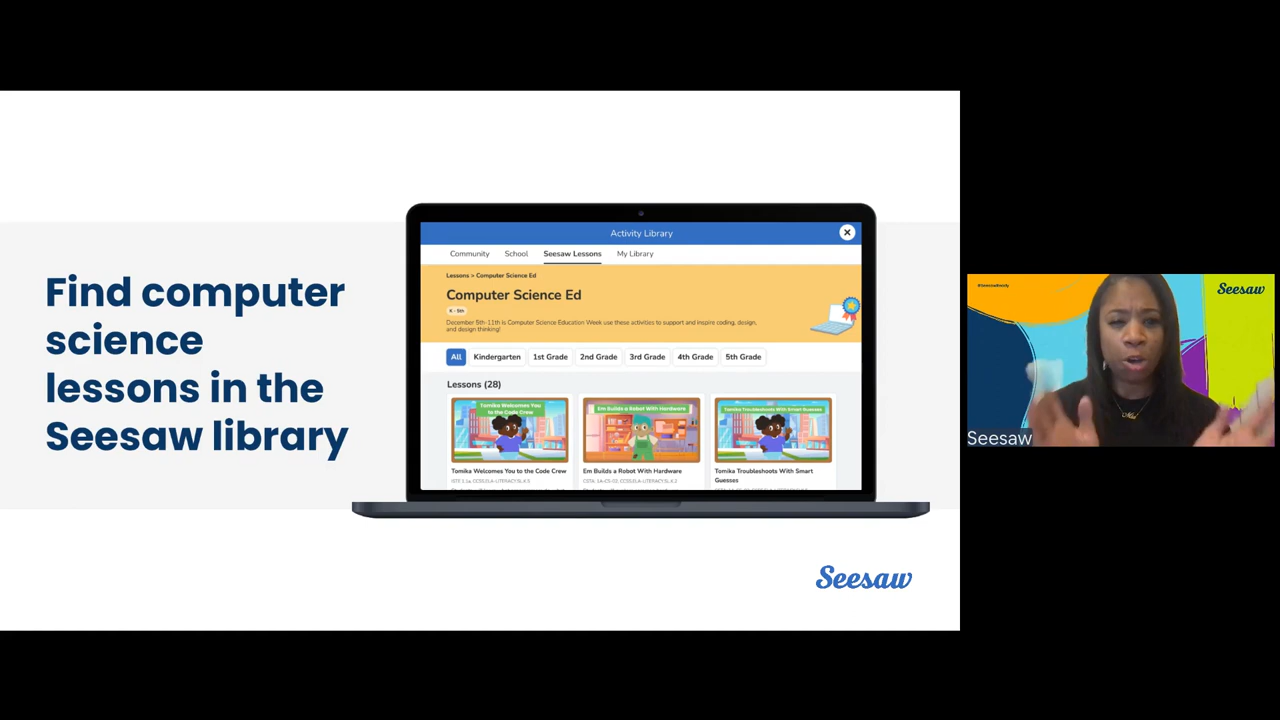 Find computer
science
lessons in the
Seesaw library
Activity Library
Community School Seesaw Lessons My Library
Lessons > Computer Science Ed
Computer Science Ed
K - 5th
December 5th-11th is Computer Science Education Week use these activities to support and inspire coding, design,
and design thinking!
All Kindergarten 1st Grade 2nd Grade 3rd Grade 4th Grade 5th Grade
Lessons (28)
Tomika Welcomes You
to the Code Crew
Em Builds a Robot With Hardware
Tomika Troubleshoots With Smart Guesses
Tomika Welcomes You to the Code Crew
Em Builds a Robot With Hardware
Tomika Troubleshoots With Smart
Guesses
Seesaw
Seesaw
Seesaw